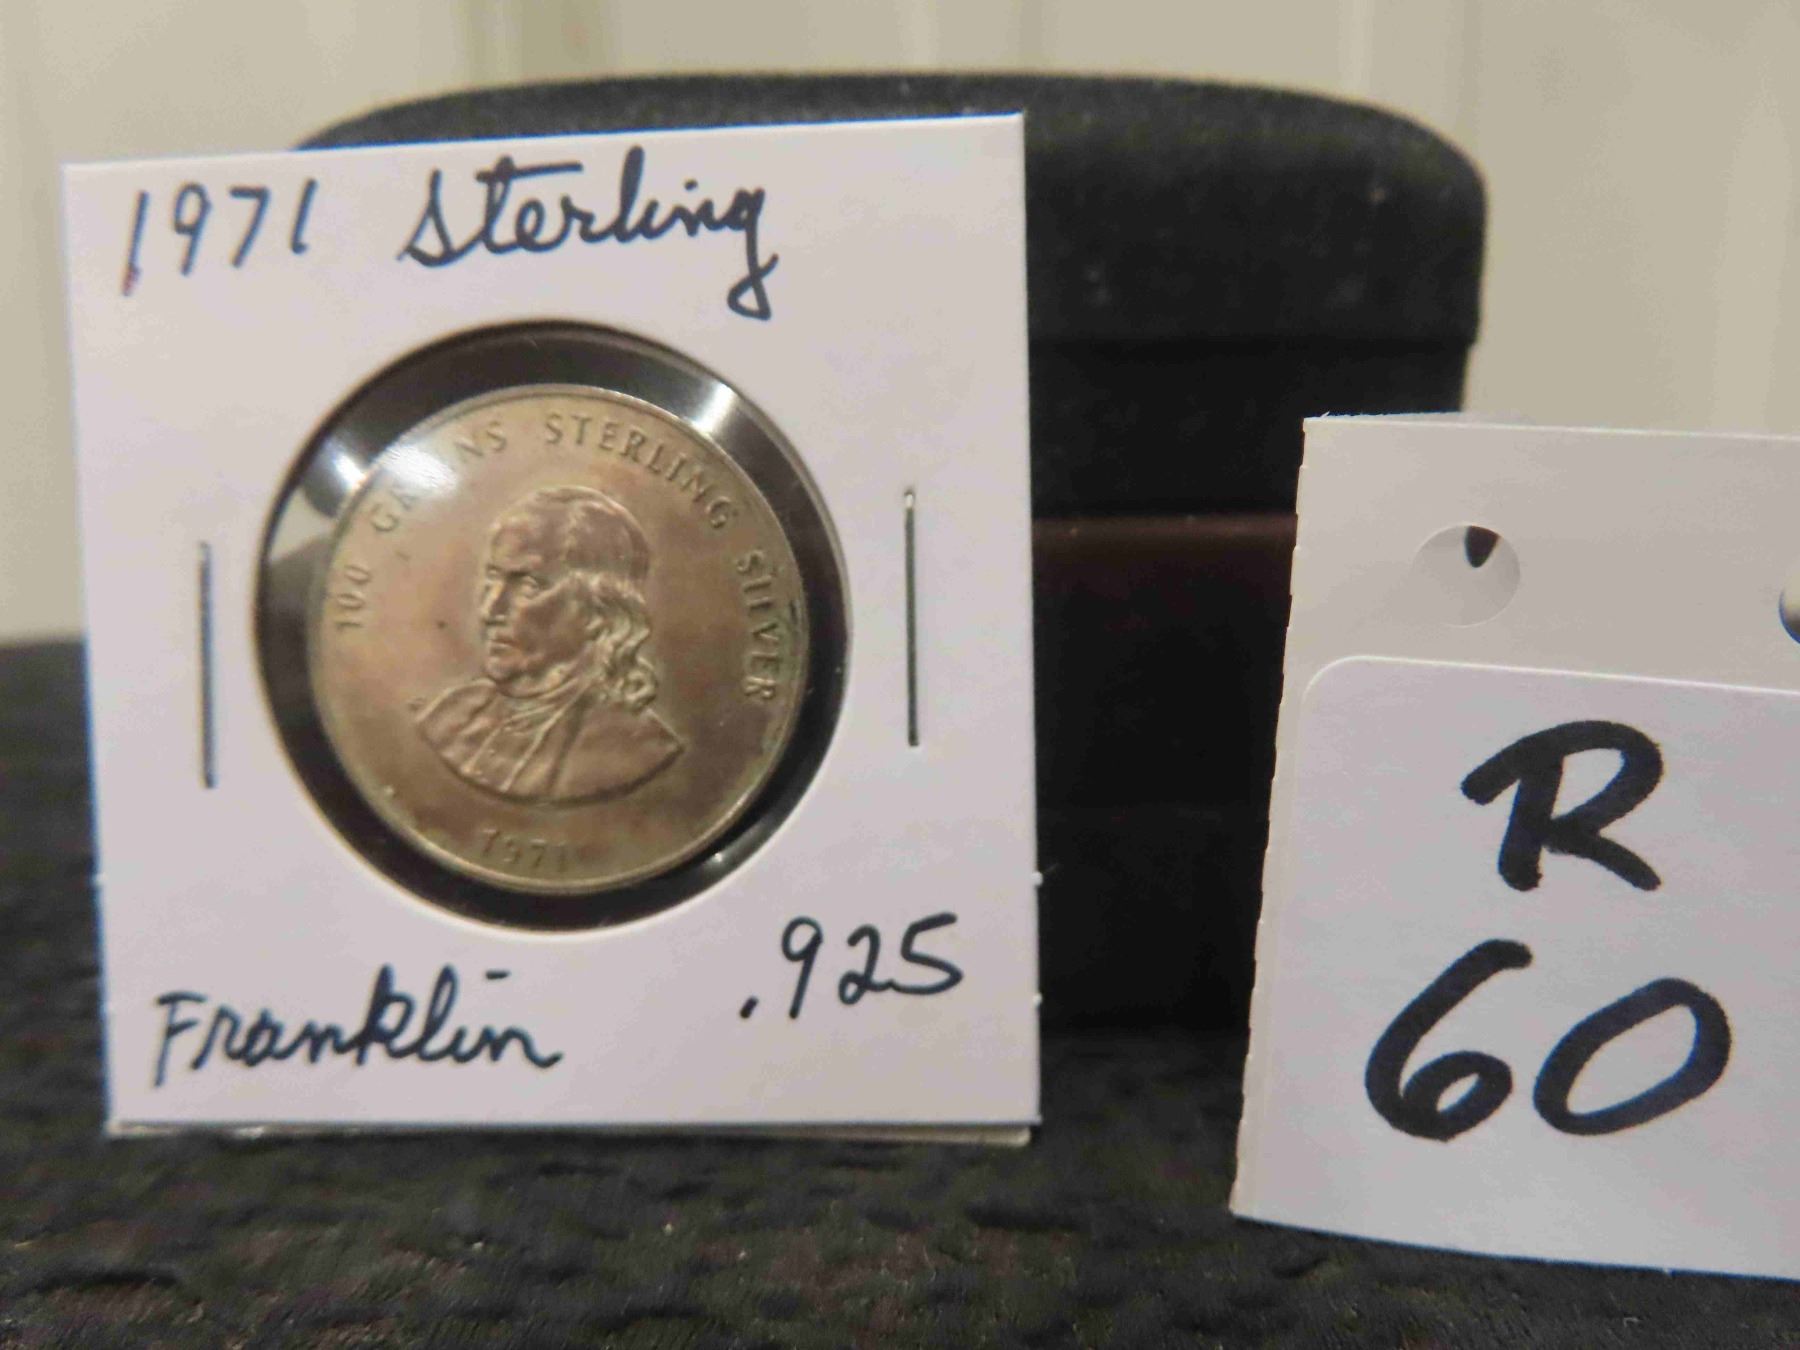 1971 Sterling
100 GRAINS STERLING SILVER
1971
Franklin .925
R
60